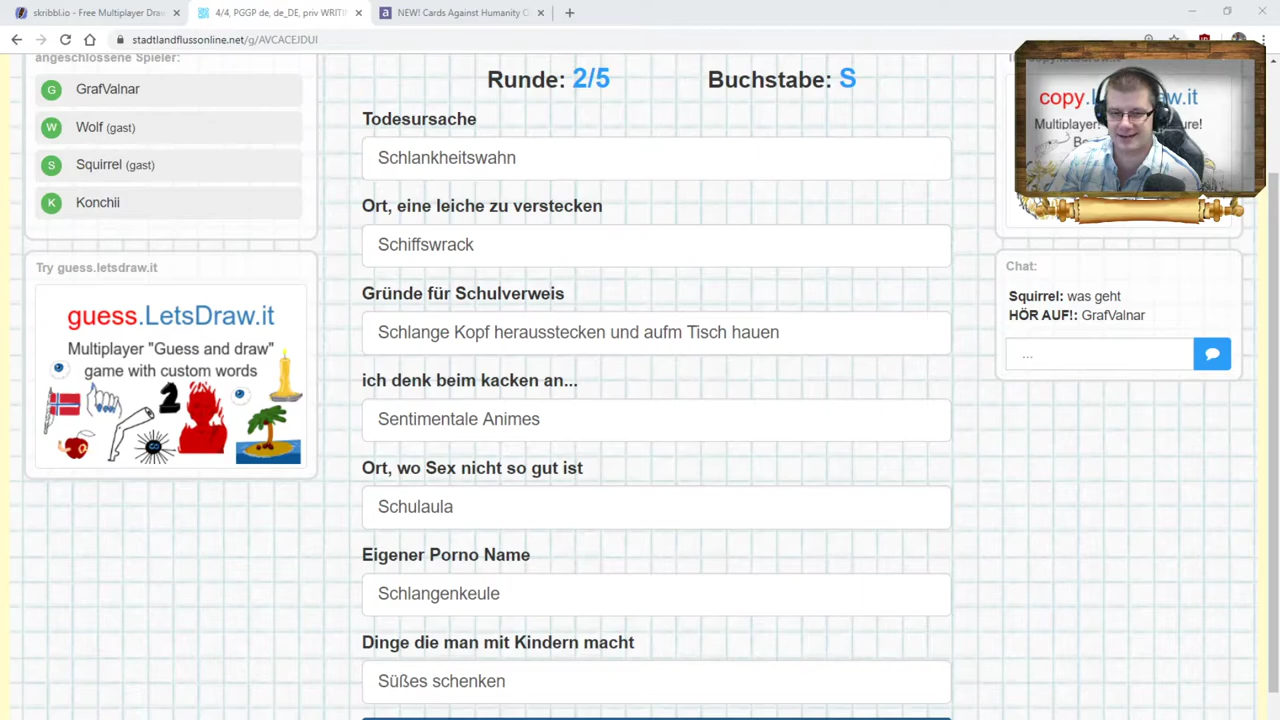 skribbl.io - Free Multiplayer Draw
4/4, PGGP de, de_DE, priv WRITIN
NEW! Cards Against Humanity O
stadtlandflussonline.net/g/AVCACEJDUI
angeschlossene Spieler:
G GrafValnar
W Wolf (gast)
S Squirrel (gast)
K Konchii
Try guess.letsdraw.it
guess.LetsDraw.it
Multiplayer "Guess and draw"
game with custom words
Runde: 2/5 Buchstabe: S
Todesursache
Schlankheitswahn
Ort, eine leiche zu verstecken
Schiffswrack
Gründe für Schulverweis
Schlange Kopf herausstecken und aufm Tisch hauen
ich denk beim kacken an...
Sentimentale Animes
Ort, wo Sex nicht so gut ist
Schulaula
Eigener Porno Name
Schlangenkeule
Dinge die man mit Kindern macht
Süßes schenken
Chat:
Squirrel: was geht
HÖR AUF!: GrafValnar
...